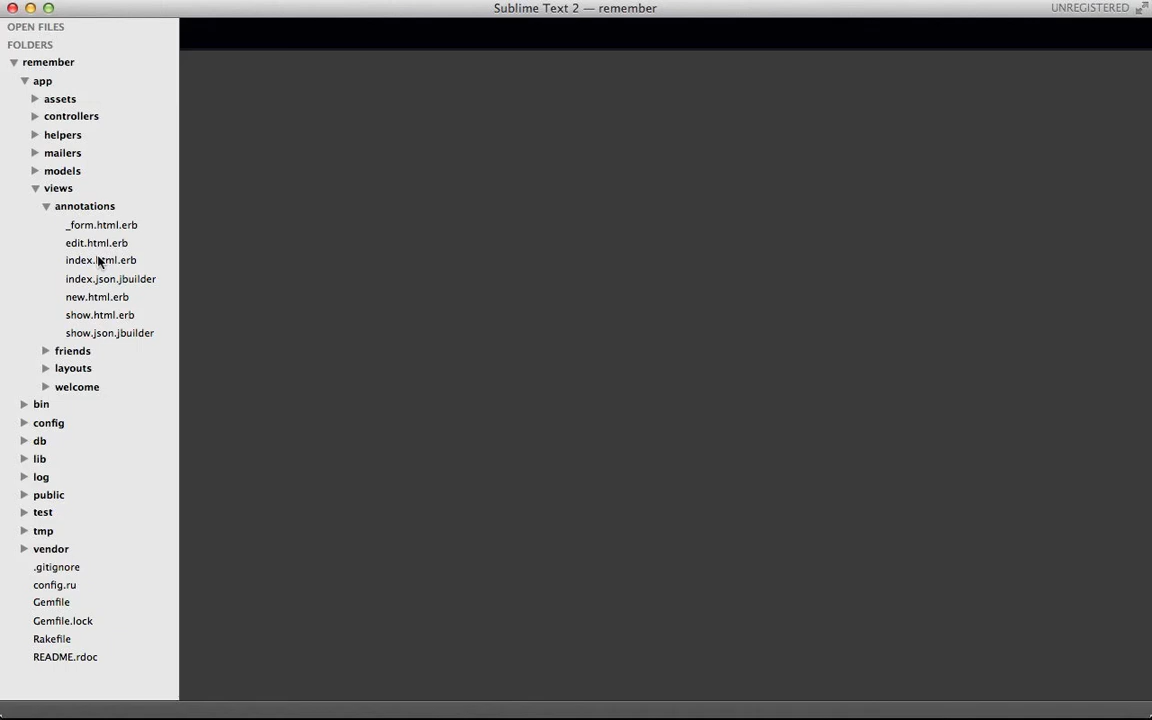 Sublime Text 2 — remember
UNREGISTERED
OPEN FILES
FOLDERS
remember
app
assets
controllers
helpers
mailers
models
views
annotations
_form.html.erb
edit.html.erb
index.html.erb
index.json.jbuilder
new.html.erb
show.html.erb
show.json.jbuilder
friends
layouts
welcome
bin
config
db
lib
log
public
test
tmp
vendor
.gitignore
config.ru
Gemfile
Gemfile.lock
Rakefile
README.rdoc